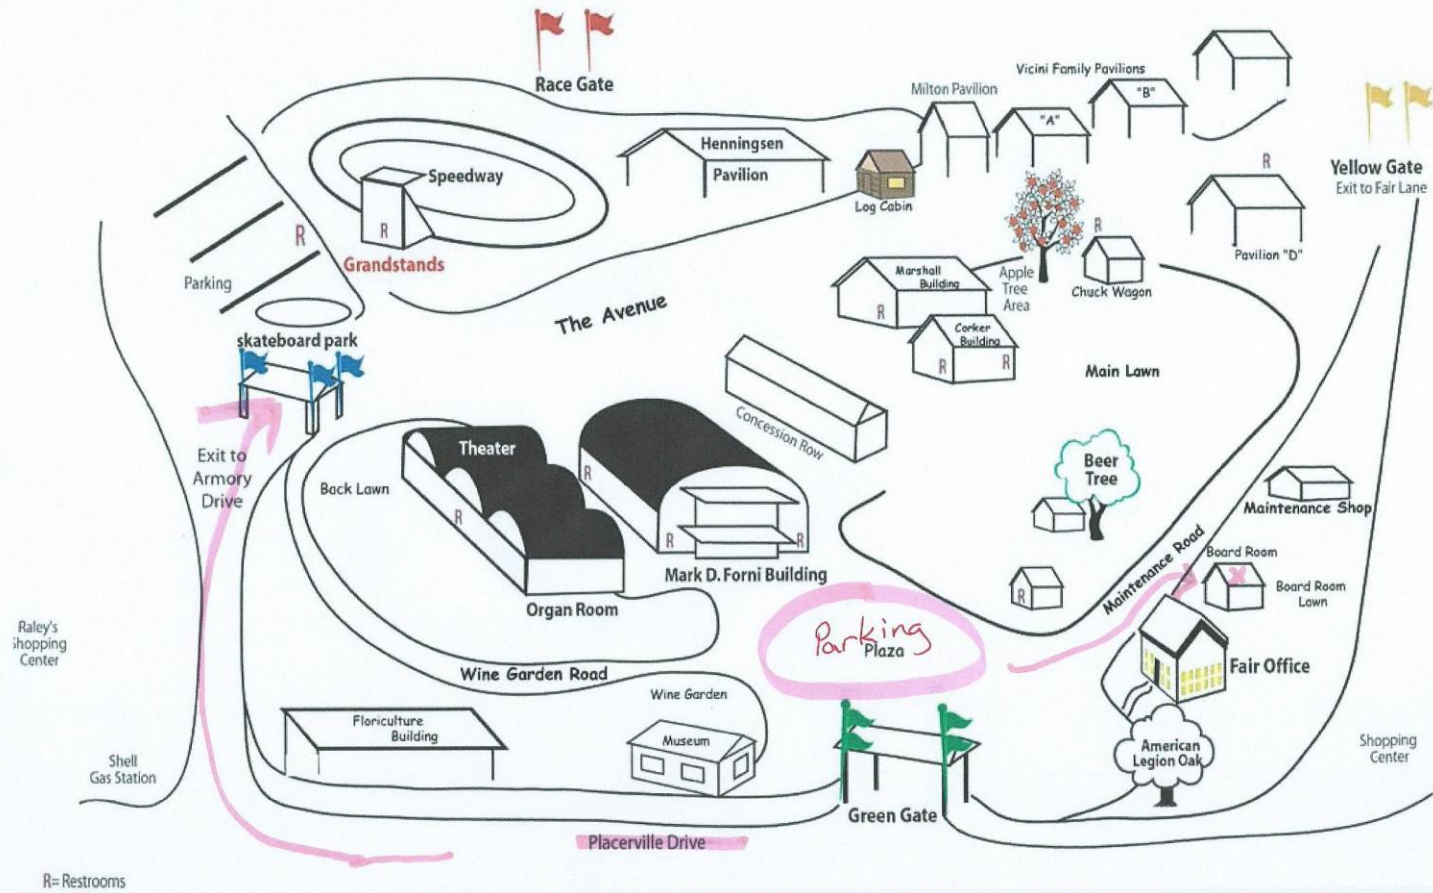 Race Gate
Vicini Family Pavilions
Milton Pavilion
"B"
"A"
Henningsen
Pavilion
R
Yellow Gate
Exit to Fair Lane
Speedway
R
Log Cabin
R
R
Grandstands
Pavilion "D"
Parking
Marshall
Building
R
Apple
Tree
Area
Chuck Wagon
The Avenue
Corker
Building
R
R
skateboard park
Main Lawn
Concession Row
Exit to
Armory
Drive
Theater
Back Lawn
R
R
Beer
Tree
Maintenance Shop
R
R
Mark D. Forni Building
Maintenance Road
Board Room
Board Room
Lawn
Organ Room
R
Raley's
Shopping
Center
Parking
Plaza
Fair Office
Wine Garden Road
Wine Garden
Floriculture
Building
Museum
Shell
Gas Station
American
Legion Oak
Shopping
Center
Green Gate
Placerville Drive
R= Restrooms